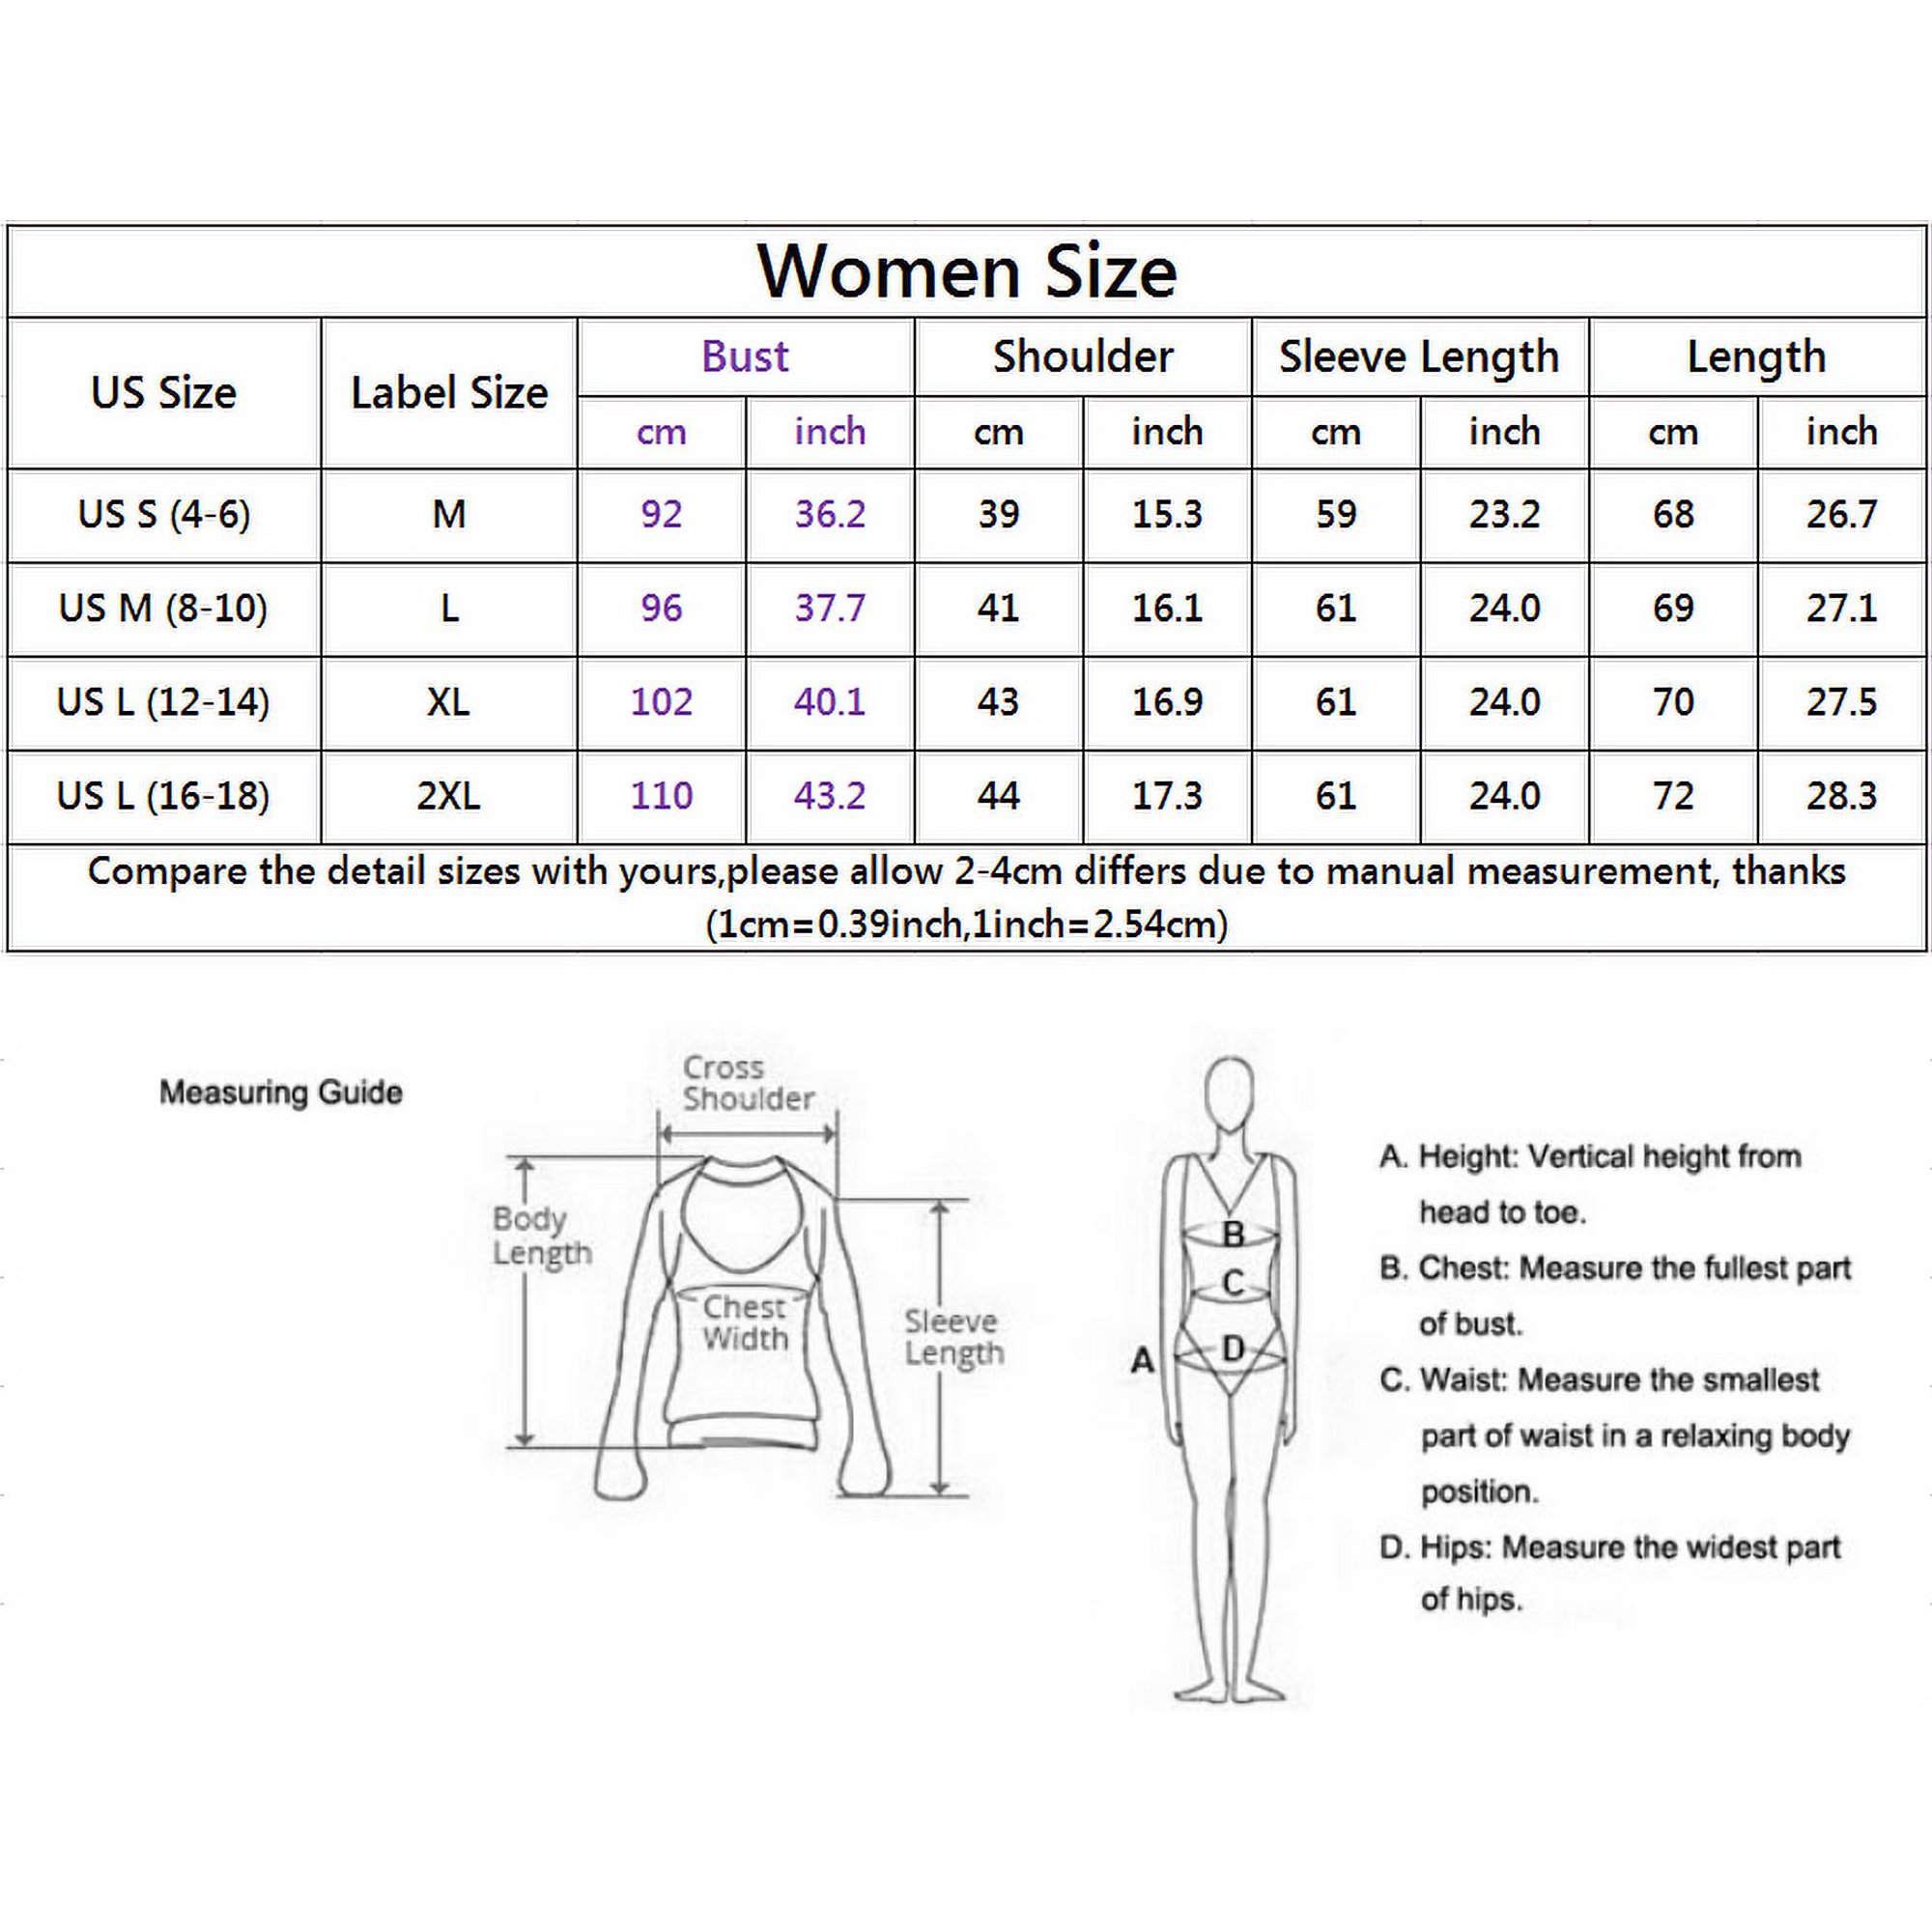 Women Size
US Size Label Size Bust Shoulder Sleeve Length Length
cm inch cm inch cm inch cm inch
US S (4-6) M 92 36.2 39 15.3 59 23.2 68 26.7
US M (8-10) L 96 37.7 41 16.1 61 24.0 69 27.1
US L (12-14) XL 102 40.1 43 16.9 61 24.0 70 27.5
US L (16-18) 2XL 110 43.2 44 17.3 61 24.0 72 28.3
Compare the detail sizes with yours,please allow 2-4cm differs due to manual measurement, thanks
(1cm=0.39inch,1inch=2.54cm)
Measuring Guide
Cross
Shoulder
Body
Length
Chest
Width
Sleeve
Length
A
B
C
D
A. Height: Vertical height from
head to toe.
B. Chest: Measure the fullest part
of bust.
C. Waist: Measure the smallest
part of waist in a relaxing body
position.
D. Hips: Measure the widest part
of hips.